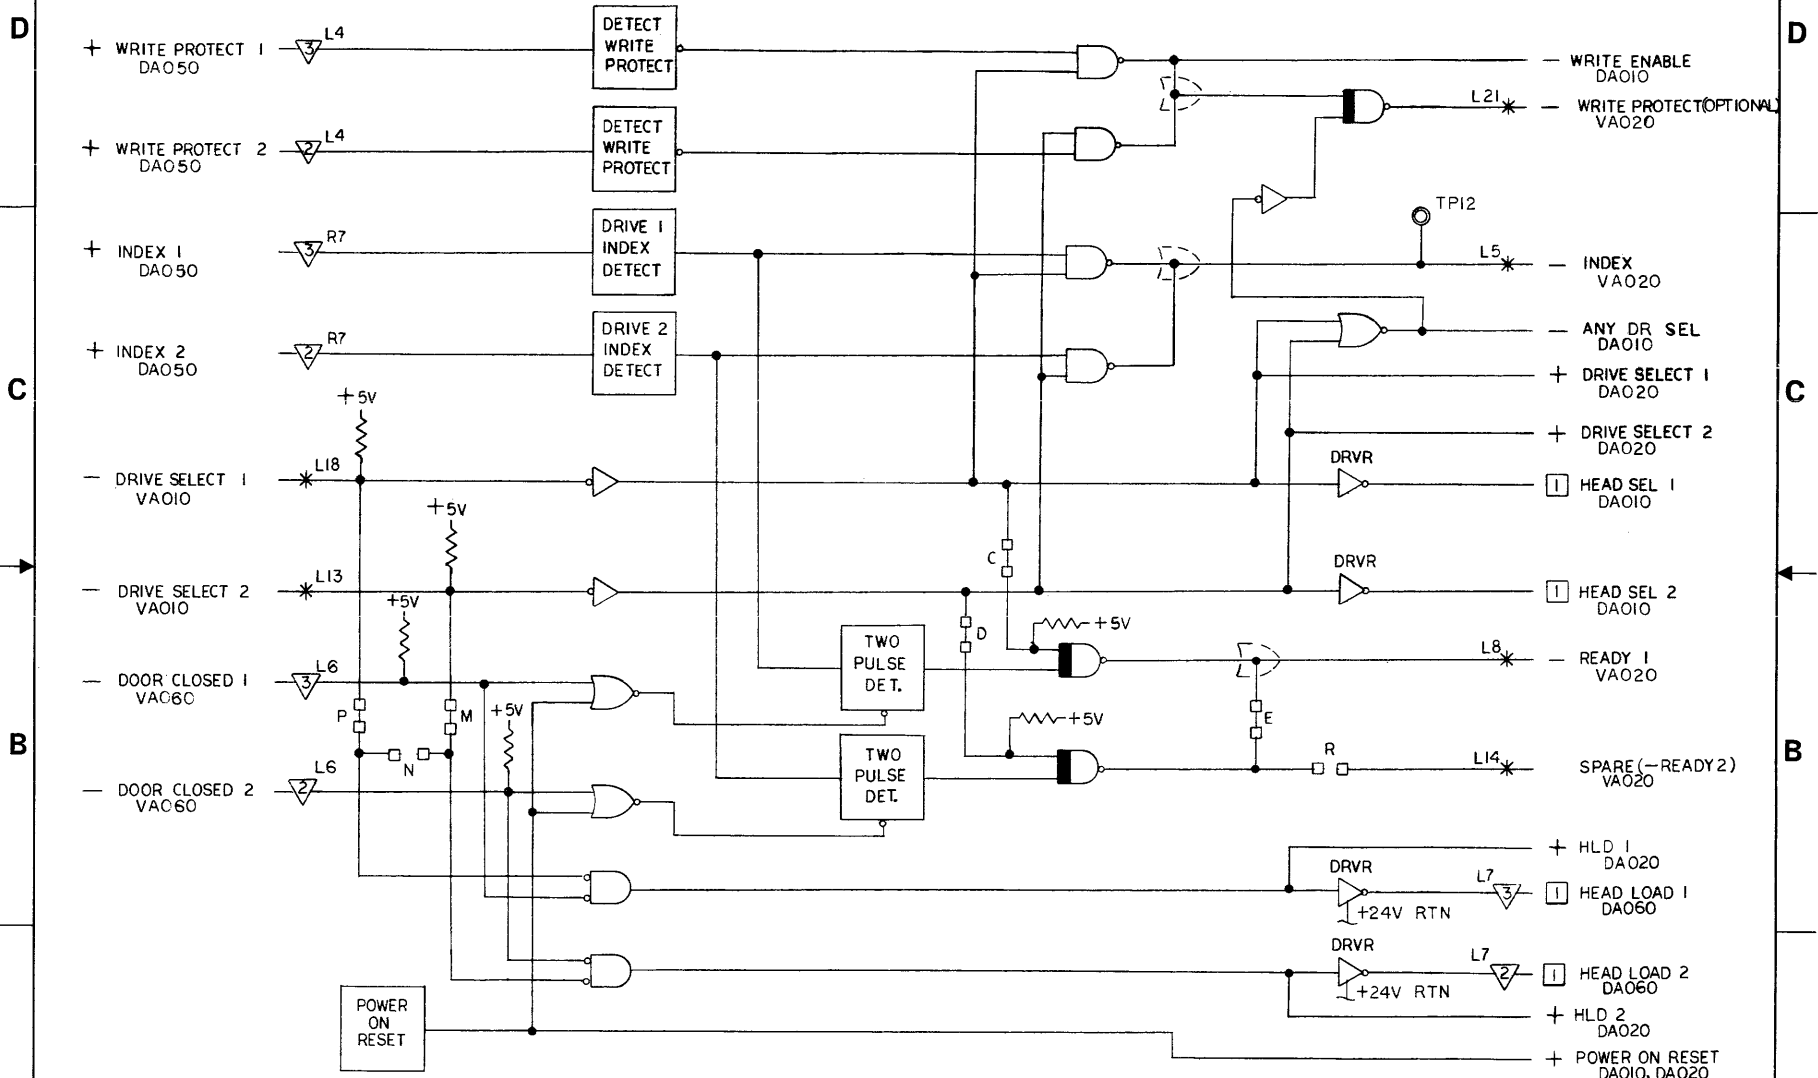 D
D
+ WRITE PROTECT 1
DA050
3
L4
DETECT
WRITE
PROTECT
— WRITE ENABLE
DA010
L21
— WRITE PROTECT(OPTIONAL)
VA020
+ WRITE PROTECT 2
DA050
2
L4
DETECT
WRITE
PROTECT
TP12
+ INDEX 1
DA050
3
R7
DRIVE 1
INDEX
DETECT
L5
— INDEX
VA020
+ INDEX 2
DA050
2
R7
DRIVE 2
INDEX
DETECT
— ANY DR SEL
DA010
+ DRIVE SELECT 1
DA020
C
C
+5V
+ DRIVE SELECT 2
DA020
— DRIVE SELECT 1
VA010
L18
DRVR
1
HEAD SEL 1
DA010
+5V
C
— DRIVE SELECT 2
VA010
L13
DRVR
1
HEAD SEL 2
DA010
+5V
D
+5V
TWO
PULSE
DET.
L8
— READY 1
VA020
— DOOR CLOSED 1
VA060
3
L6
P
M
+5V
+5V
E
B
B
N
TWO
PULSE
DET.
R
L14
SPARE(—READY2)
VA020
— DOOR CLOSED 2
VA060
2
L6
+ HLD 1
DA020
DRVR
L7
3
1
HEAD LOAD 1
DA060
+24V RTN
DRVR
L7
2
1
HEAD LOAD 2
DA060
+24V RTN
POWER
ON
RESET
+ HLD 2
DA020
+ POWER ON RESET
DA010, DA020